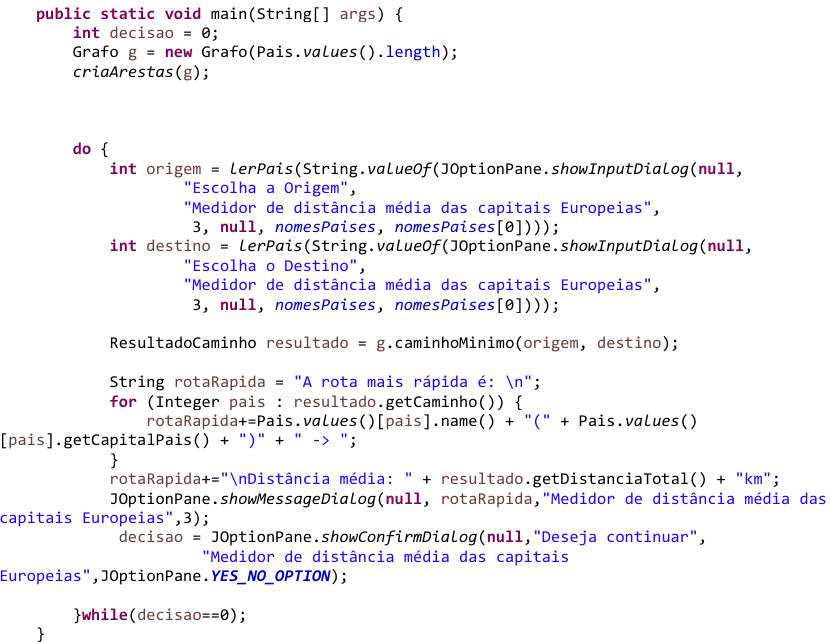 public static void main(String[] args) {
int decisao = 0;
Grafo g = new Grafo(Pais.values().length);
criaArestas(g);
do {
int origem = lerPais(String.valueOf(JOptionPane.showInputDialog(null,
"Escolha a Origem",
"Medidor de distância média das capitais Europeias",
3, null, nomesPaises, nomesPaises[0])));
int destino = lerPais(String.valueOf(JOptionPane.showInputDialog(null,
"Escolha o Destino",
"Medidor de distância média das capitais Europeias",
3, null, nomesPaises, nomesPaises[0])));
ResultadoCaminho resultado = g.caminhoMinimo(origem, destino);
String rotaRapida = "A rota mais rápida é: \n";
for (Integer pais : resultado.getCaminho()) {
rotaRapida+=Pais.values()[pais].name() + "(" + Pais.values()
[pais].getCapitalPais() + ")" + " -> ";
}
rotaRapida+="\nDistância média: " + resultado.getDistanciaTotal() + "km";
JOptionPane.showMessageDialog(null, rotaRapida,"Medidor de distância média das
capitais Europeias",3);
decisao = JOptionPane.showConfirmDialog(null,"Deseja continuar",
"Medidor de distância média das capitais
Europeias",JOptionPane.YES_NO_OPTION);
}while(decisao==0);
}